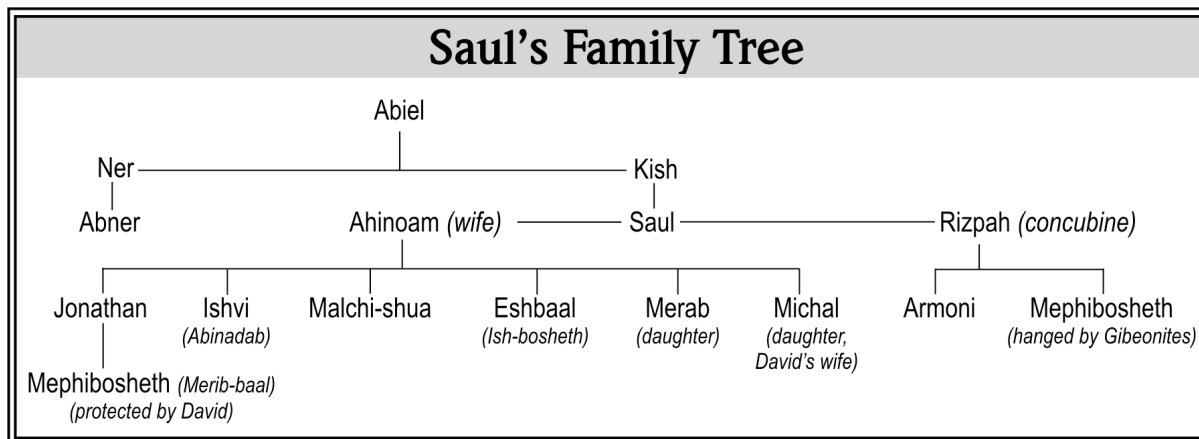 Saul's Family Tree
Abiel
Ner Kish
Abner Ahinoam (wife) Saul Rizpah (concubine)
Jonathan Ishvi Malchi-shua Eshbaal Merab Michal Armoni Mephibosheth
(Abinadab) (Ish-bosheth) (daughter) (daughter, (hanged by Gibeonites)
David's wife)
Mephibosheth (Merib-baal)
(protected by David)